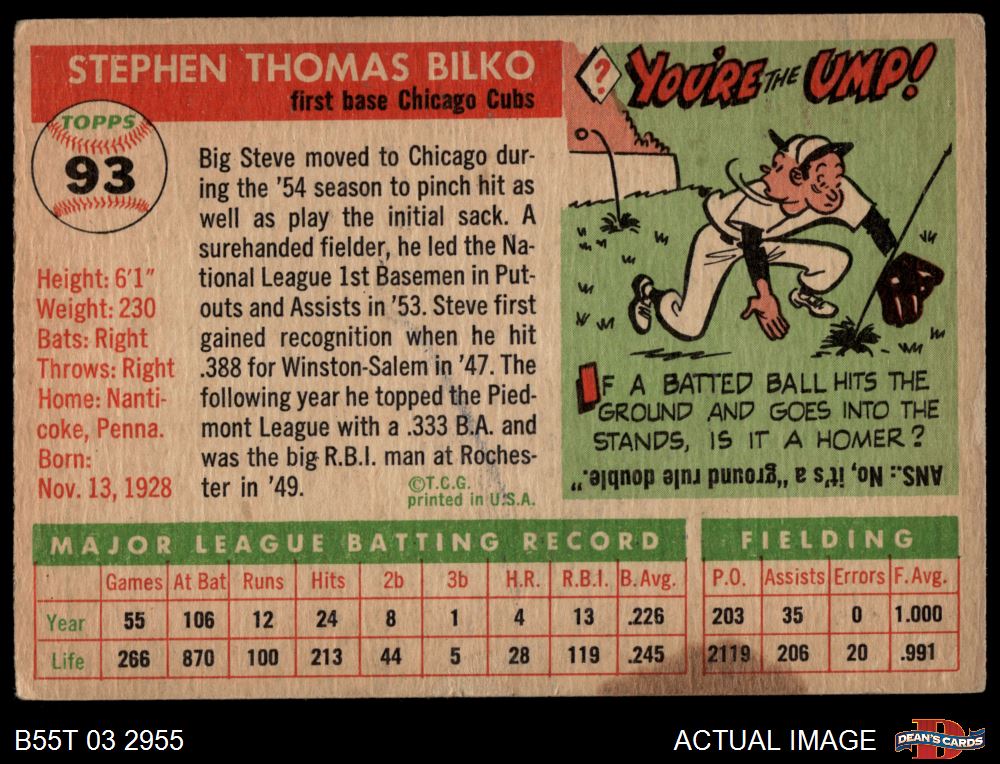 STEPHEN THOMAS BILKO
first base Chicago Cubs
TOPPS
93
Height: 6'1"
Weight: 230
Bats: Right
Throws: Right
Home: Nanti-
coke, Penna.
Born:
Nov. 13, 1928
Big Steve moved to Chicago dur-
ing the '54 season to pinch hit as
well as play the initial sack. A
surehanded fielder, he led the Na-
tional League 1st Basemen in Put-
outs and Assists in '53. Steve first
gained recognition when he hit
.388 for Winston-Salem in '47. The
following year he topped the Pied-
mont League with a .333 B.A. and
was the big R.B.I. man at Roches-
ter in '49.
©T.C.G.
printed in U.S.A.
? YOU'RE THE UMP!
IF A BATTED BALL HITS THE
GROUND AND GOES INTO THE
STANDS, IS IT A HOMER?
ANS.: No, it's a "ground rule double."
MAJOR LEAGUE BATTING RECORD FIELDING
Games At Bat Runs Hits 2b 3b H.R. R.B.I. B.Avg. P.O. Assists Errors F. Avg.
Year 55 106 12 24 8 1 4 13 .226 203 35 0 1.000
Life 266 870 100 213 44 5 28 119 .245 2119 206 20 .991
B55T 03 2955
ACTUAL IMAGE
DEAN'S CARDS